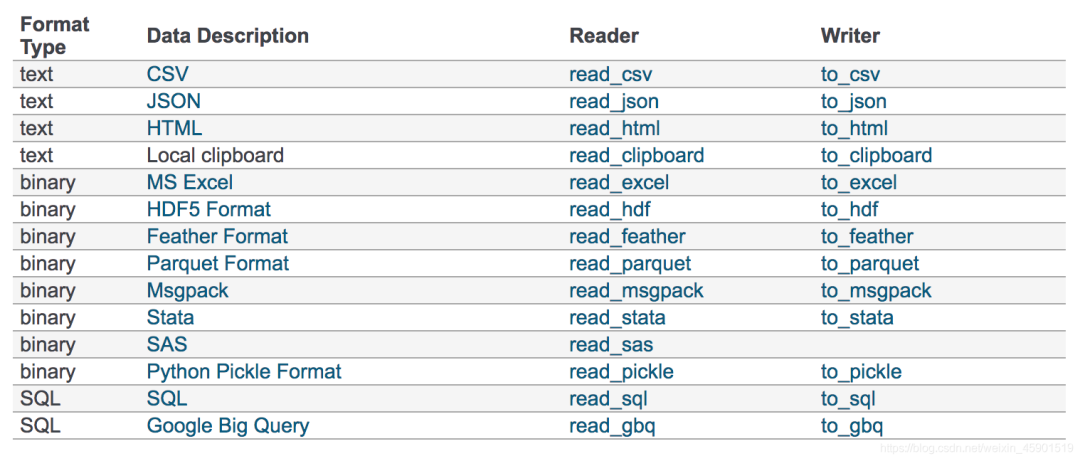 Format Type Data Description Reader Writer
text CSV read_csv to_csv
text JSON read_json to_json
text HTML read_html to_html
text Local clipboard read_clipboard to_clipboard
binary MS Excel read_excel to_excel
binary HDF5 Format read_hdf to_hdf
binary Feather Format read_feather to_feather
binary Parquet Format read_parquet to_parquet
binary Msgpack read_msgpack to_msgpack
binary Stata read_stata to_stata
binary SAS read_sas
binary Python Pickle Format read_pickle to_pickle
SQL SQL read_sql to_sql
SQL Google Big Query read_gbq to_gbq
https://blog.csdn.net/weixin_45901519